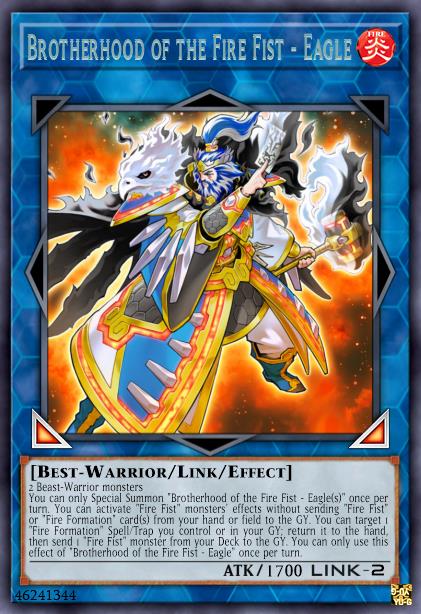 BROTHERHOOD OF THE FIRE FIST - EAGLE
FIRE
炎
[BEST-WARRIOR/LINK/EFFECT]
2 Beast-Warrior monsters
You can only Special Summon "Brotherhood of the Fire Fist - Eagle(s)" once per
turn. You can activate "Fire Fist" monsters' effects without sending "Fire Fist"
or "Fire Formation" card(s) from your hand or field to the GY. You can target 1
"Fire Formation" Spell/Trap you control or in your GY; return it to the hand,
then send 1 "Fire Fist" monster from your Deck to the GY. You can only use this
effect of "Brotherhood of the Fire Fist - Eagle" once per turn.
ATK/1700 LINK-2
46241344